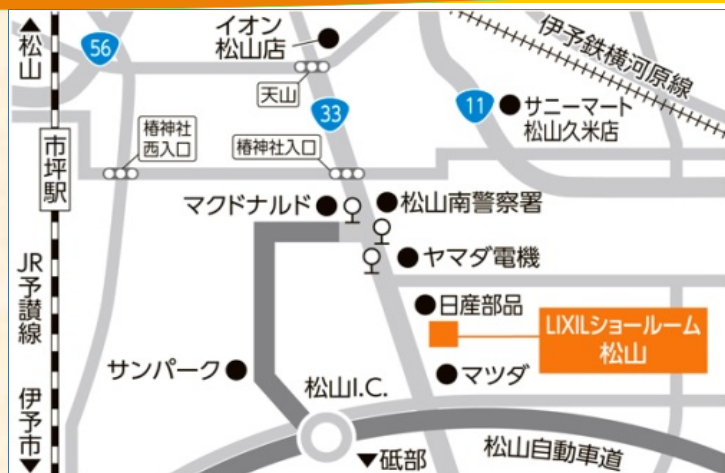 ▲松山
56
イオン
松山店
天山
33
11
サニーマート
松山久米店
伊予鉄横河原線
椿神社
西入口
椿神社入口
市坪駅
マクドナルド
松山南警察署
ヤマダ電機
JR予讃線
日産部品
LIXILショールーム
松山
サンパーク
松山I.C.
マツダ
伊予市▼
▼砥部
松山自動車道